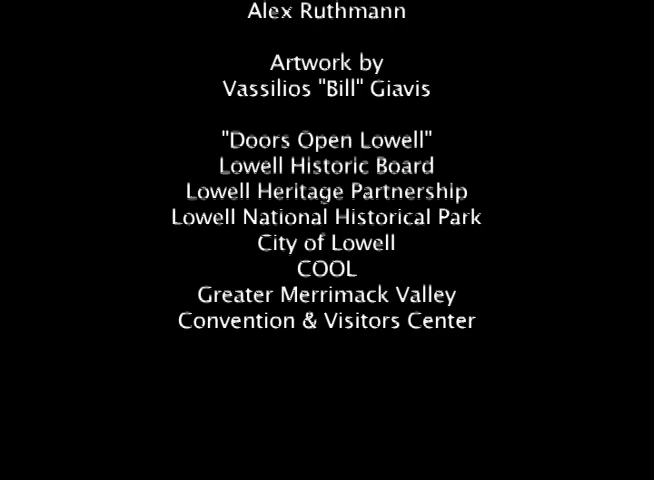 Alex Ruthmann
Artwork by
Vassilios "Bill" Giavis
"Doors Open Lowell"
Lowell Historic Board
Lowell Heritage Partnership
Lowell National Historical Park
City of Lowell
COOL
Greater Merrimack Valley
Convention & Visitors Center